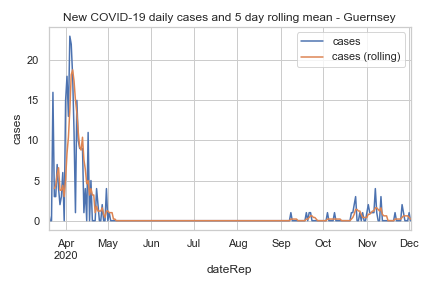 New COVID-19 daily cases and 5 day rolling mean - Guernsey
cases
cases (rolling)
20
15
10
5
0
cases
Apr May Jun Jul Aug Sep Oct Nov Dec
2020
dateRep